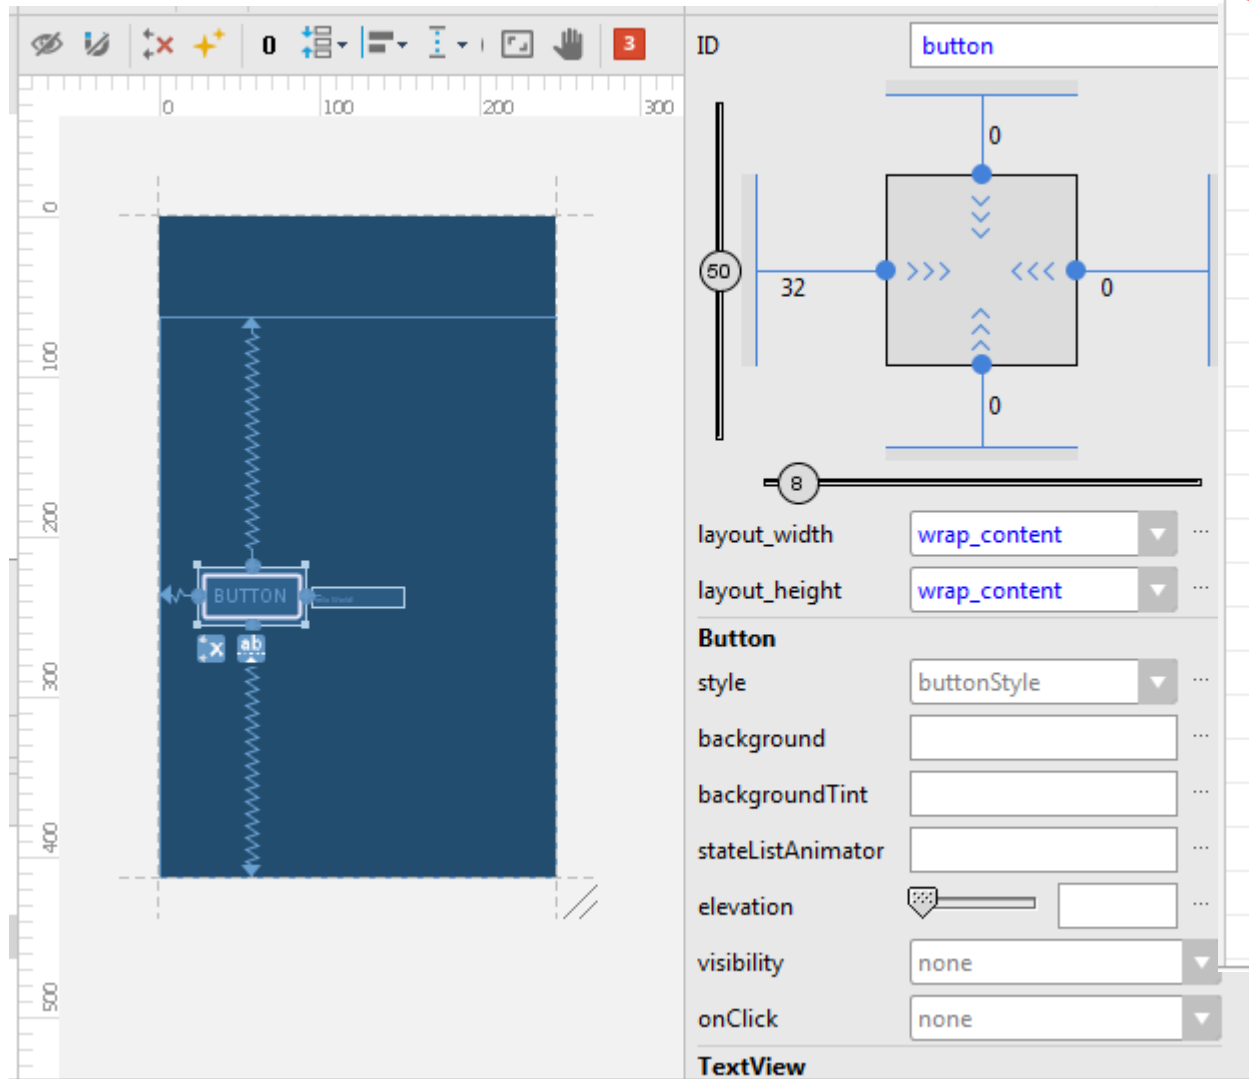 0 3
0 100 200 300
0
100
200
300
400
500
BUTTON
ab
ID button
0
50
32 0
0
8
layout_width wrap_content ...
layout_height wrap_content ...
Button
style buttonStyle ...
background ...
backgroundTint ...
stateListAnimator ...
elevation ...
visibility none
onClick none
TextView